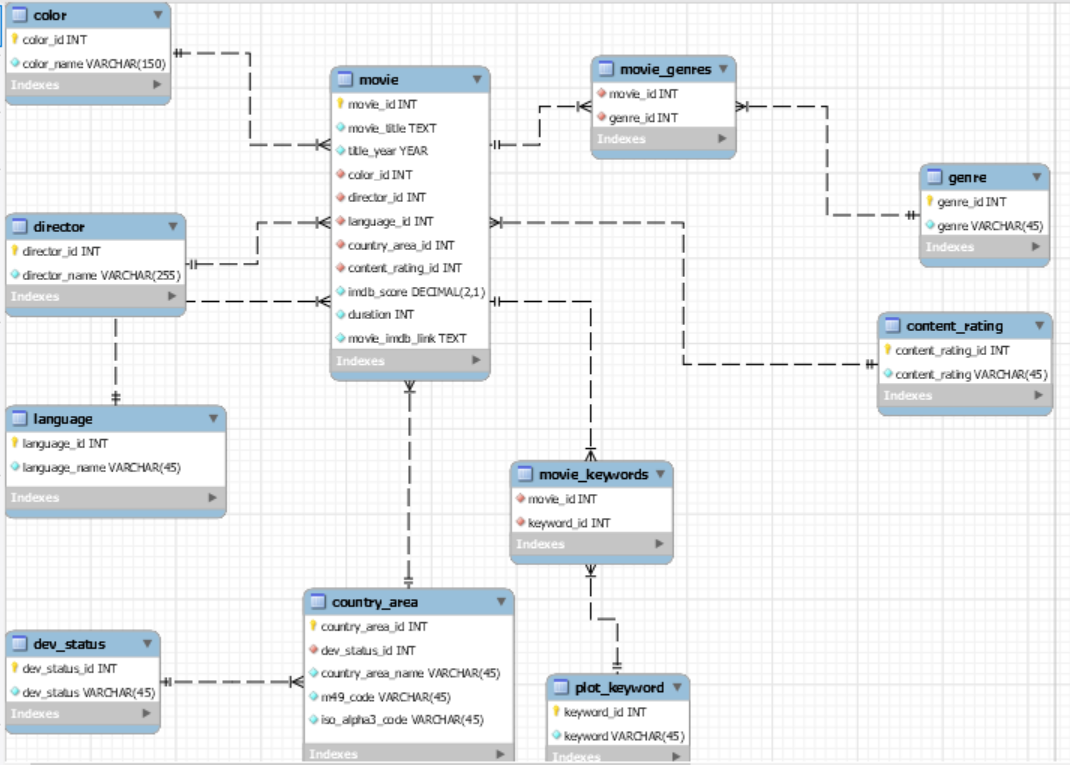 color
color_id INT
color_name VARCHAR(150)
Indexes
movie
movie_id INT
movie_title TEXT
title_year YEAR
color_id INT
director_id INT
language_id INT
country_area_id INT
content_rating_id INT
imdb_score DECIMAL(2,1)
duration INT
movie_imdb_link TEXT
Indexes
movie_genres
movie_id INT
genre_id INT
Indexes
genre
genre_id INT
genre VARCHAR(45)
Indexes
director
director_id INT
director_name VARCHAR(255)
Indexes
content_rating
content_rating_id INT
content_rating VARCHAR(45)
Indexes
language
language_id INT
language_name VARCHAR(45)
Indexes
movie_keywords
movie_id INT
keyword_id INT
Indexes
country_area
country_area_id INT
dev_status_id INT
country_area_name VARCHAR(45)
m49_code VARCHAR(45)
iso_alpha3_code VARCHAR(45)
Indexes
dev_status
dev_status_id INT
dev_status VARCHAR(45)
Indexes
plot_keyword
keyword_id INT
keyword VARCHAR(45)
Indexes